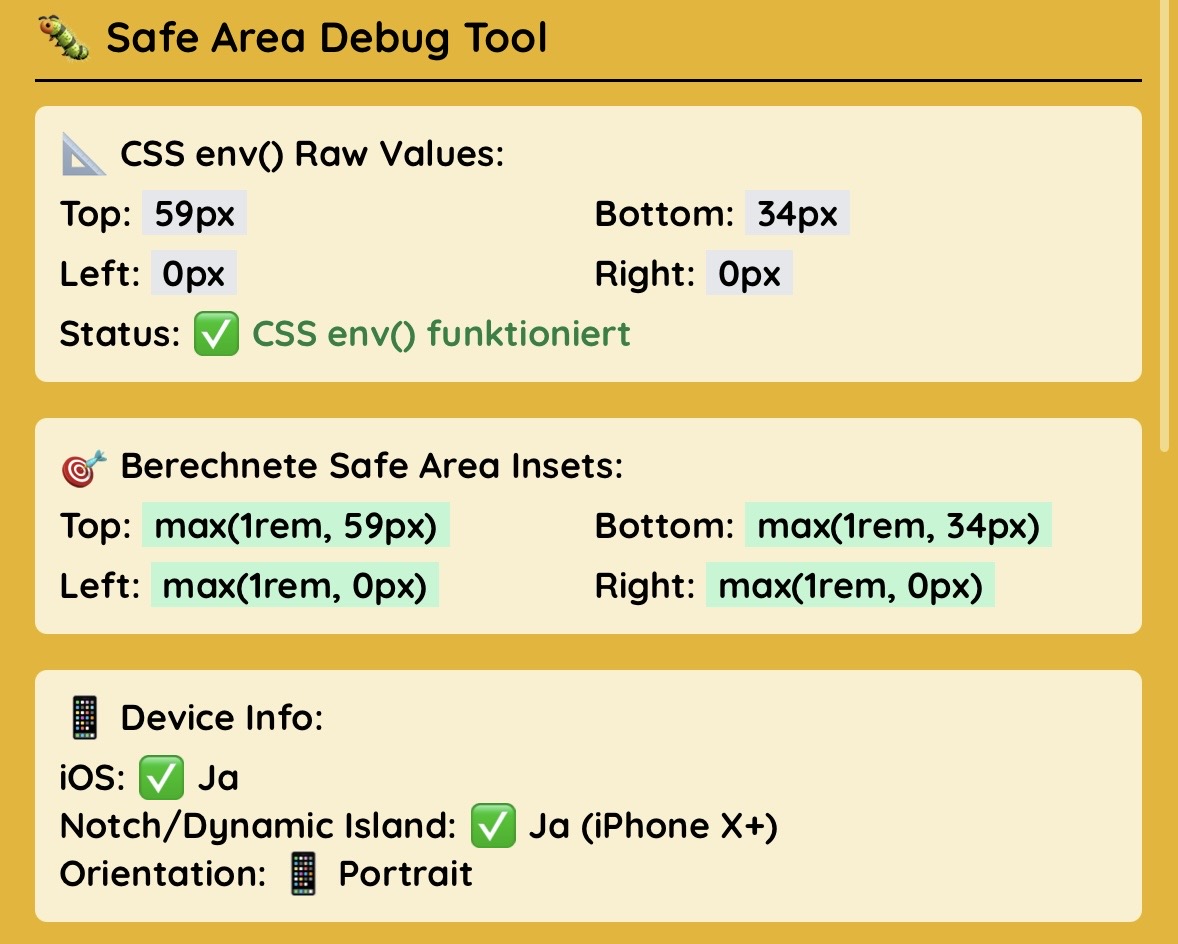 Safe Area Debug Tool
CSS env() Raw Values:
Top: 59px Bottom: 34px
Left: 0px Right: 0px
Status: ✅ CSS env() funktioniert
Berechnete Safe Area Insets:
Top: max(1rem, 59px) Bottom: max(1rem, 34px)
Left: max(1rem, 0px) Right: max(1rem, 0px)
Device Info:
iOS: ✅ Ja
Notch/Dynamic Island: ✅ Ja (iPhone X+)
Orientation: 📱 Portrait